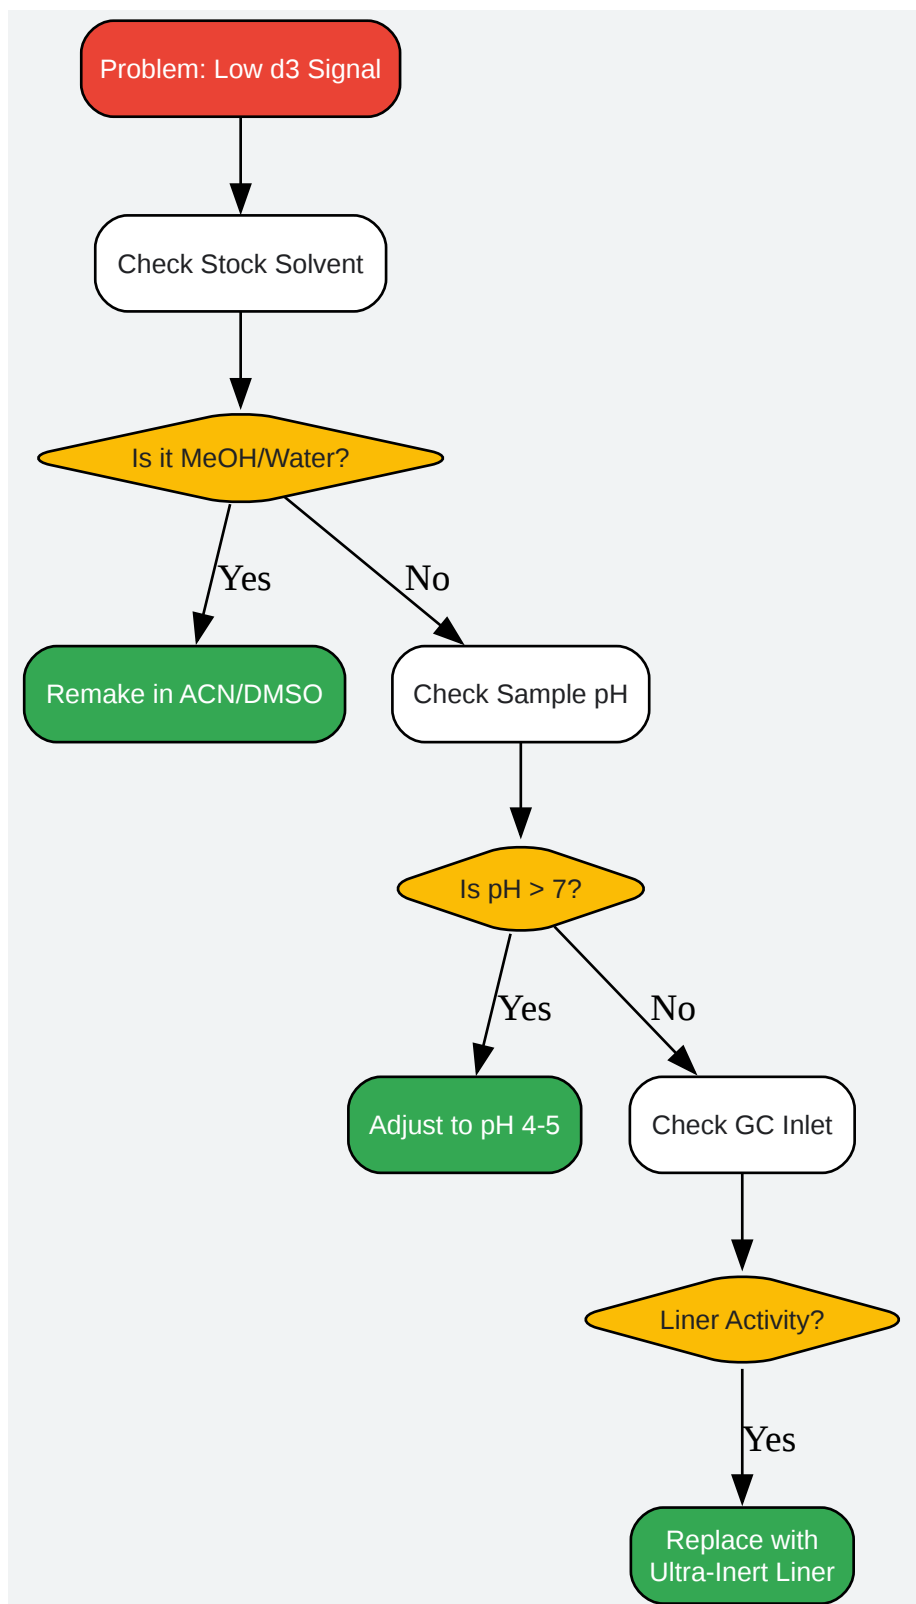 Problem: Low d3 Signal
Check Stock Solvent
Is it MeOH/Water?
Yes
No
Remake in ACN/DMSO
Check Sample pH
Is pH > 7?
Yes
No
Adjust to pH 4-5
Check GC Inlet
Liner Activity?
Yes
Replace with
Ultra-Inert Liner